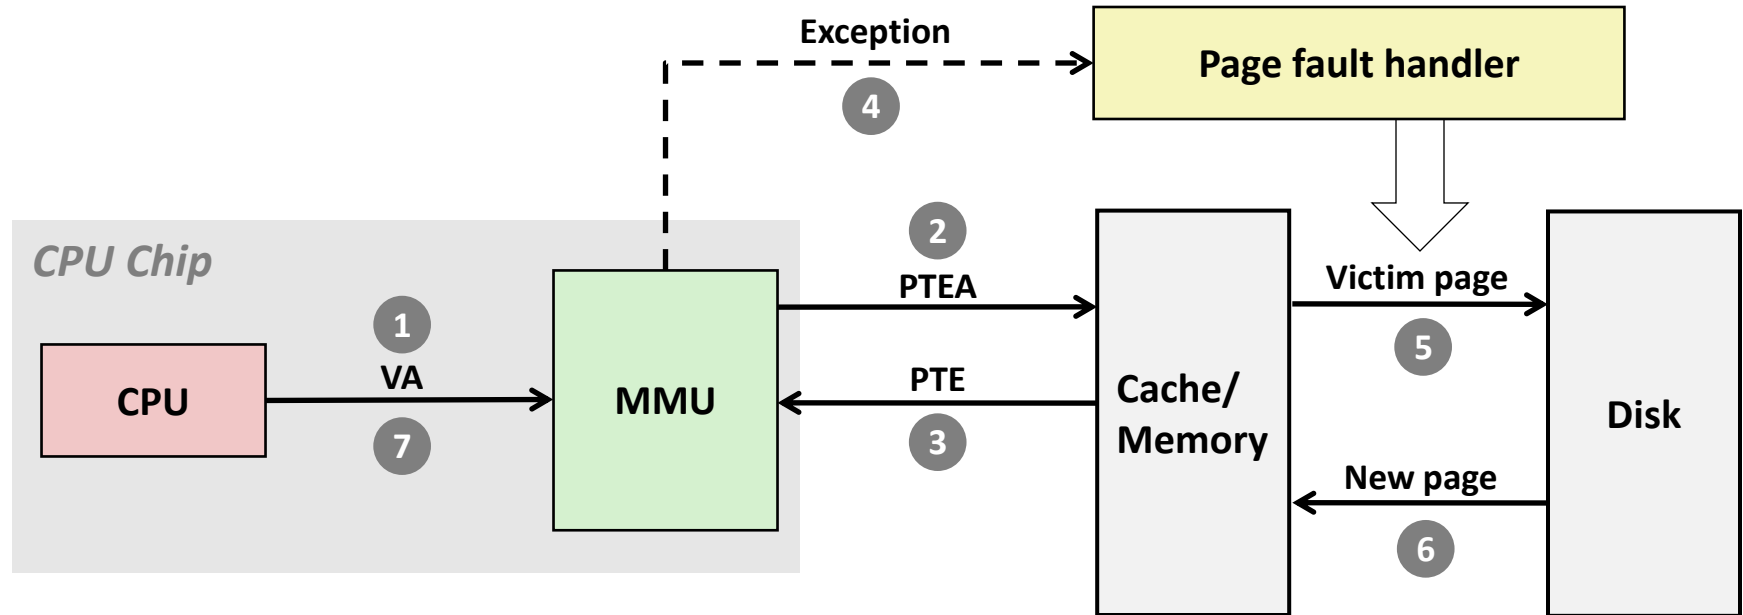 Exception
Page fault handler
4
CPU Chip
2
PTEA
Victim page
1
5
VA
CPU
MMU
PTE
Cache/
Memory
Disk
7
3
New page
6